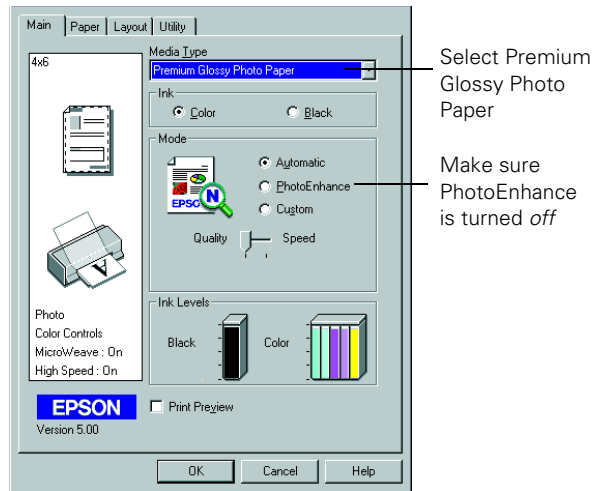 Main
Paper
Layout
Utility
4x6
Media Type
Premium Glossy Photo Paper
Ink
Color
Black
Mode
EPSO
N
Automatic
PhotoEnhance
Custom
Quality
Speed
Ink Levels
Black
Color
Photo
Color Controls
MicroWeave : On
High Speed : On
EPSON
Version 5.00
Print Preview
OK
Cancel
Help
Select Premium
Glossy Photo
Paper
Make sure
PhotoEnhance
is turned off